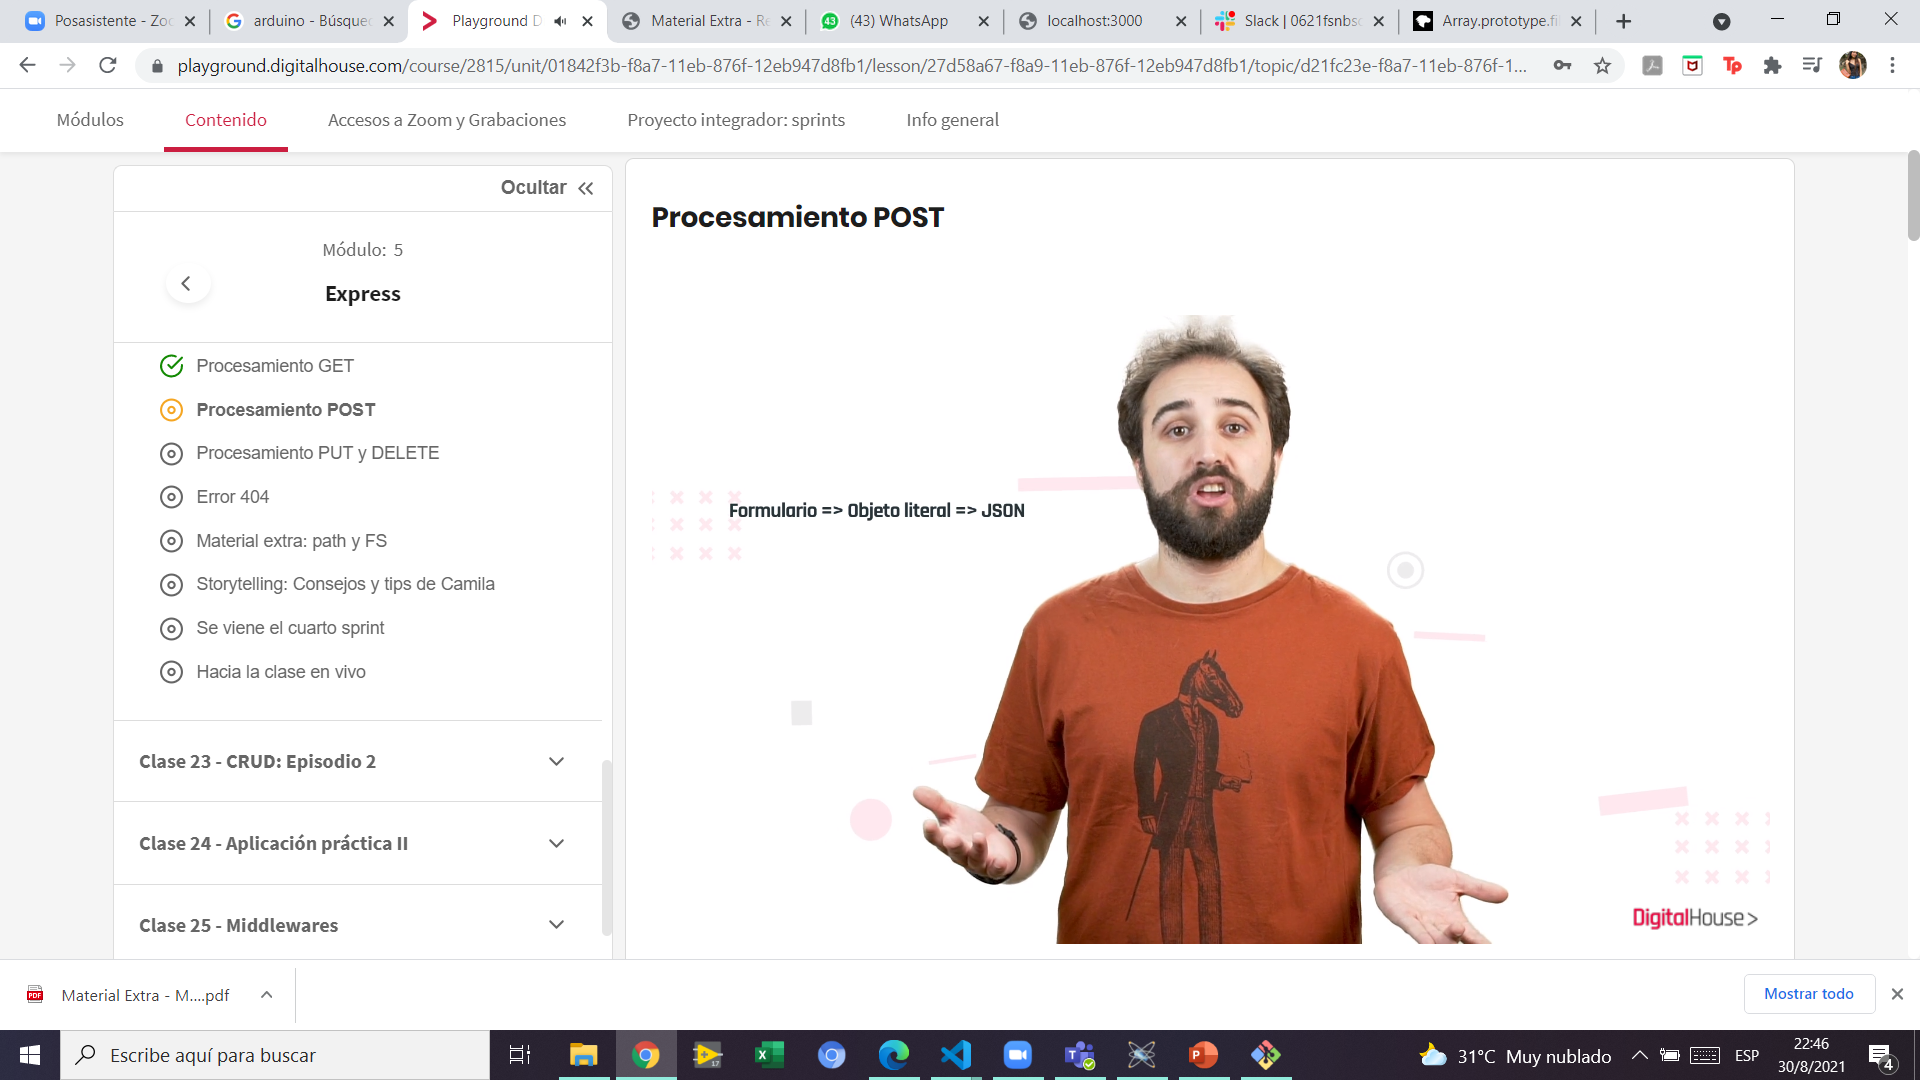 Posasistente - Zoo
arduino - Búsqued
Playground D
Material Extra - Re
(43) WhatsApp
localhost:3000
Slack | 0621fsnbsc
Array.prototype.fi
playground.digitalhouse.com/course/2815/unit/01842f3b-f8a7-11eb-876f-12eb947d8fb1/lesson/27d58a67-f8a9-11eb-876f-12eb947d8fb1/topic/d21fc23e-f8a7-11eb-876f-1...
Módulos
Contenido
Accesos a Zoom y Grabaciones
Proyecto integrador: sprints
Info general
Ocultar
Módulo: 5
Express
Procesamiento GET
Procesamiento POST
Procesamiento PUT y DELETE
Error 404
Material extra: path y FS
Storytelling: Consejos y tips de Camila
Se viene el cuarto sprint
Hacia la clase en vivo
Clase 23 - CRUD: Episodio 2
Clase 24 - Aplicación práctica II
Clase 25 - Middlewares
Procesamiento POST
Formulario => Objeto literal => JSON
DigitalHouse >
Material Extra - M....pdf
Mostrar todo
Escribe aquí para buscar
31°C Muy nublado
ESP
22:46
30/8/2021
4